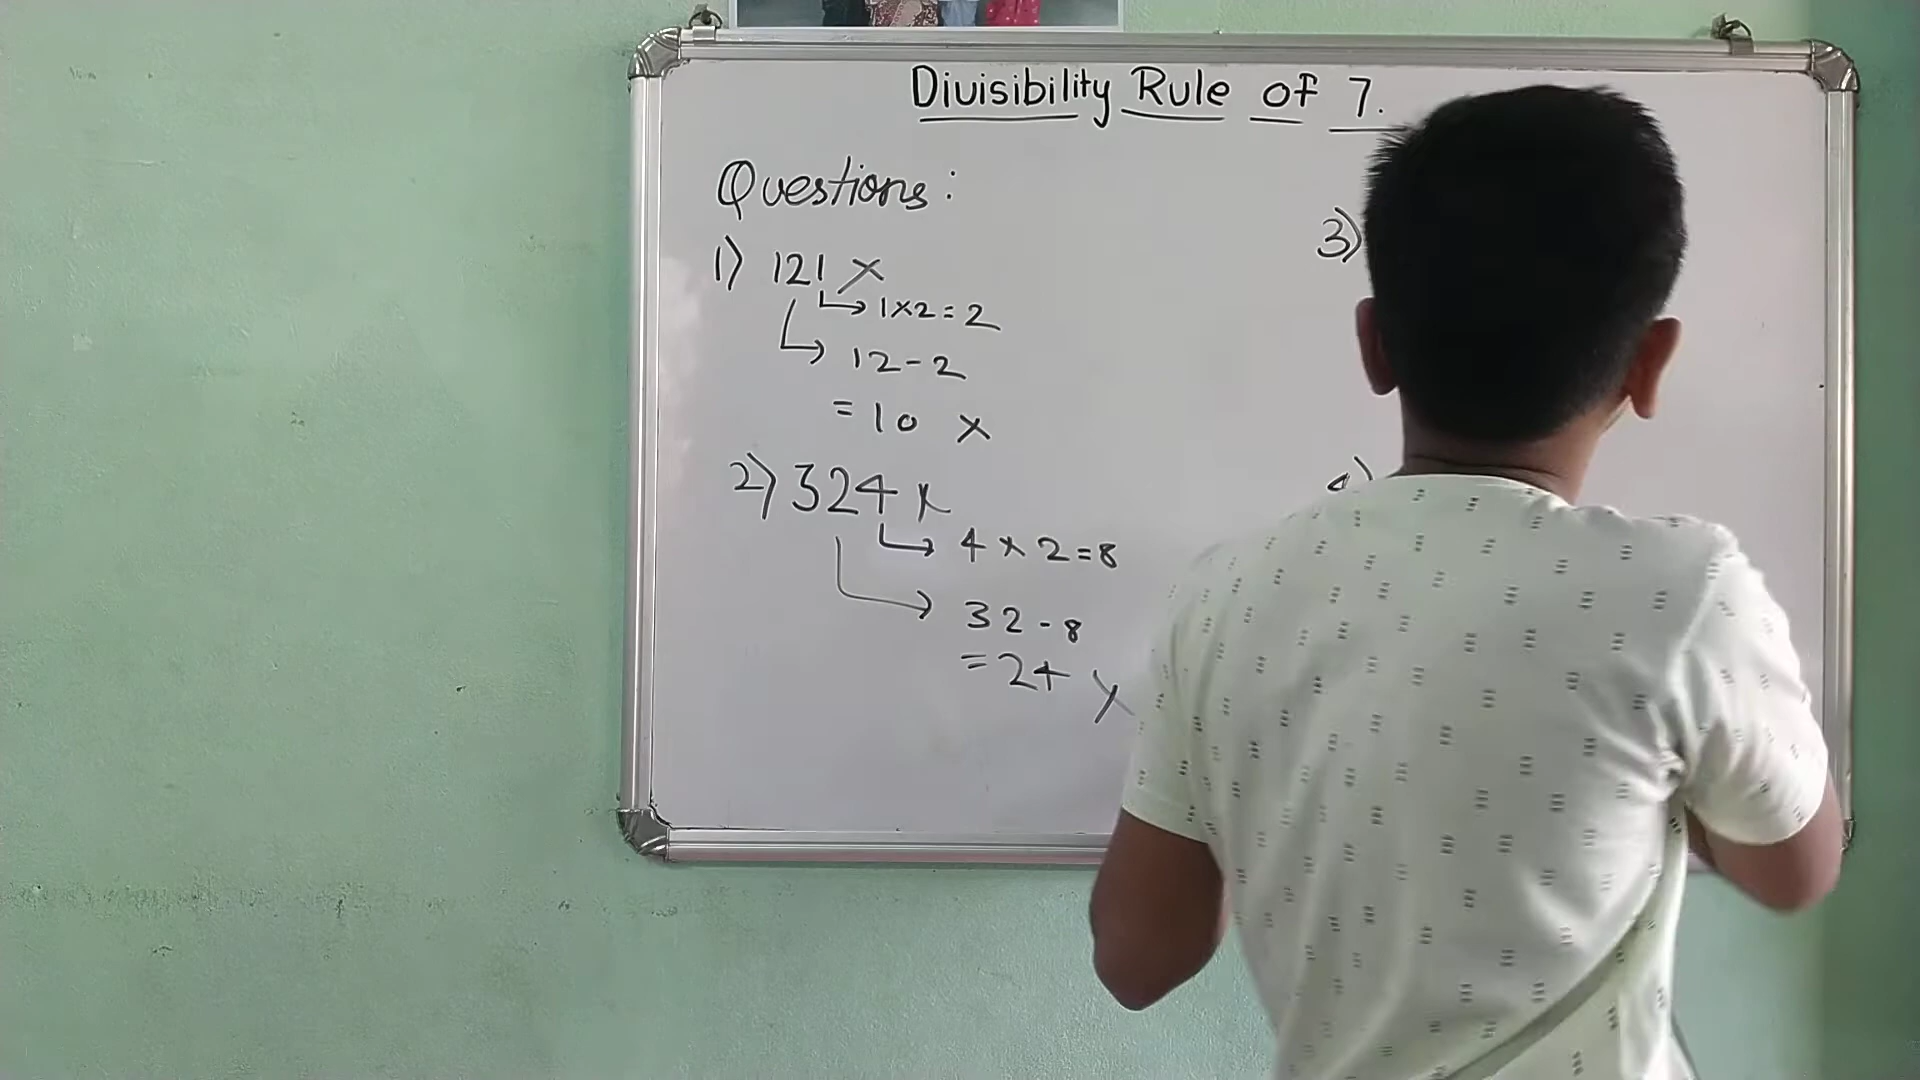 Divisibility Rule of 7.
Questions:
1) 121 ×
1×2=2
12-2
=10 ×
2) 324 ×
4×2=8
32-8
=24 ×
3)
4)